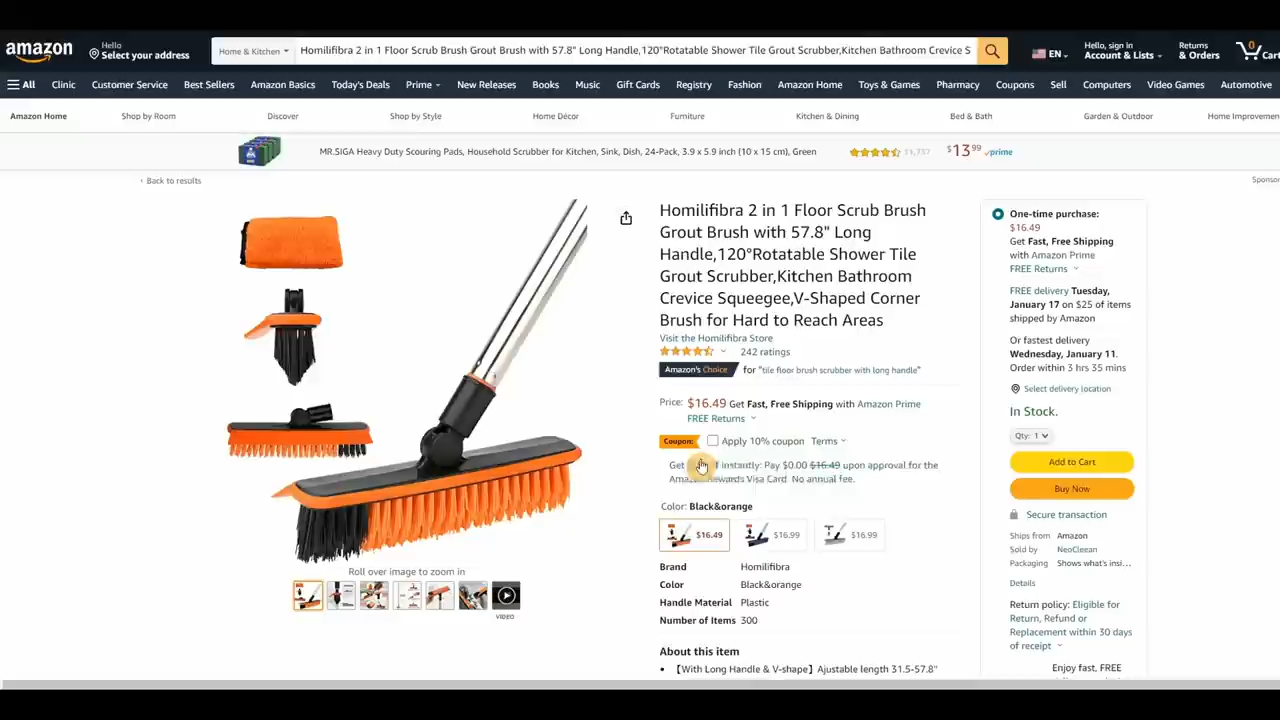 amazon
Hello
Select your address
Home & Kitchen
Homilifibra 2 in 1 Floor Scrub Brush Grout Brush with 57.8" Long Handle,120°Rotatable Shower Tile Grout Scrubber,Kitchen Bathroom Crevice S
EN
Hello, sign in
Account & Lists
Returns
& Orders
0
Cart
All
Clinic
Customer Service
Best Sellers
Amazon Basics
Today's Deals
Prime
New Releases
Books
Music
Gift Cards
Registry
Fashion
Amazon Home
Toys & Games
Pharmacy
Coupons
Sell
Computers
Video Games
Automotive
Amazon Home
Shop by Room
Discover
Shop by Style
Home Décor
Furniture
Kitchen & Dining
Bed & Bath
Garden & Outdoor
Home Improvemen
MR.SIGA Heavy Duty Scouring Pads, Household Scrubber for Kitchen, Sink, Dish, 24-Pack, 3.9 x 5.9 inch (10 x 15 cm), Green
$13 99
prime
‹ Back to results
Sponsor
Homilifibra 2 in 1 Floor Scrub Brush
Grout Brush with 57.8" Long
Handle,120°Rotatable Shower Tile
Grout Scrubber,Kitchen Bathroom
Crevice Squeegee,V-Shaped Corner
Brush for Hard to Reach Areas
Visit the Homilifibra Store
242 ratings
Amazon's Choice for "tile floor brush scrubber with long handle"
Price: $16.49 Get Fast, Free Shipping with Amazon Prime
FREE Returns
Coupon: Apply 10% coupon Terms
Get instantly: Pay $0.00 $16.49 upon approval for the
Rewards Visa Card. No annual fee.
Color: Black&orange
$16.49
$16.99
$16.99
Brand Homilifibra
Color Black&orange
Handle Material Plastic
Number of Items 300
About this item
• 【With Long Handle & V-shape】Ajustable length 31.5-57.8"
Roll over image to zoom in
VIDEO
One-time purchase:
$16.49
Get Fast, Free Shipping
with Amazon Prime
FREE Returns
FREE delivery Tuesday,
January 17 on $25 of items
shipped by Amazon
Or fastest delivery
Wednesday, January 11.
Order within 3 hrs 35 mins
Select delivery location
In Stock.
Qty: 1
Add to Cart
Buy Now
Secure transaction
Ships from Amazon
Sold by NeoCleean
Packaging Shows what's insi...
Details
Return policy: Eligible for
Return, Refund or
Replacement within 30 days
of receipt
Enjoy fast, FREE